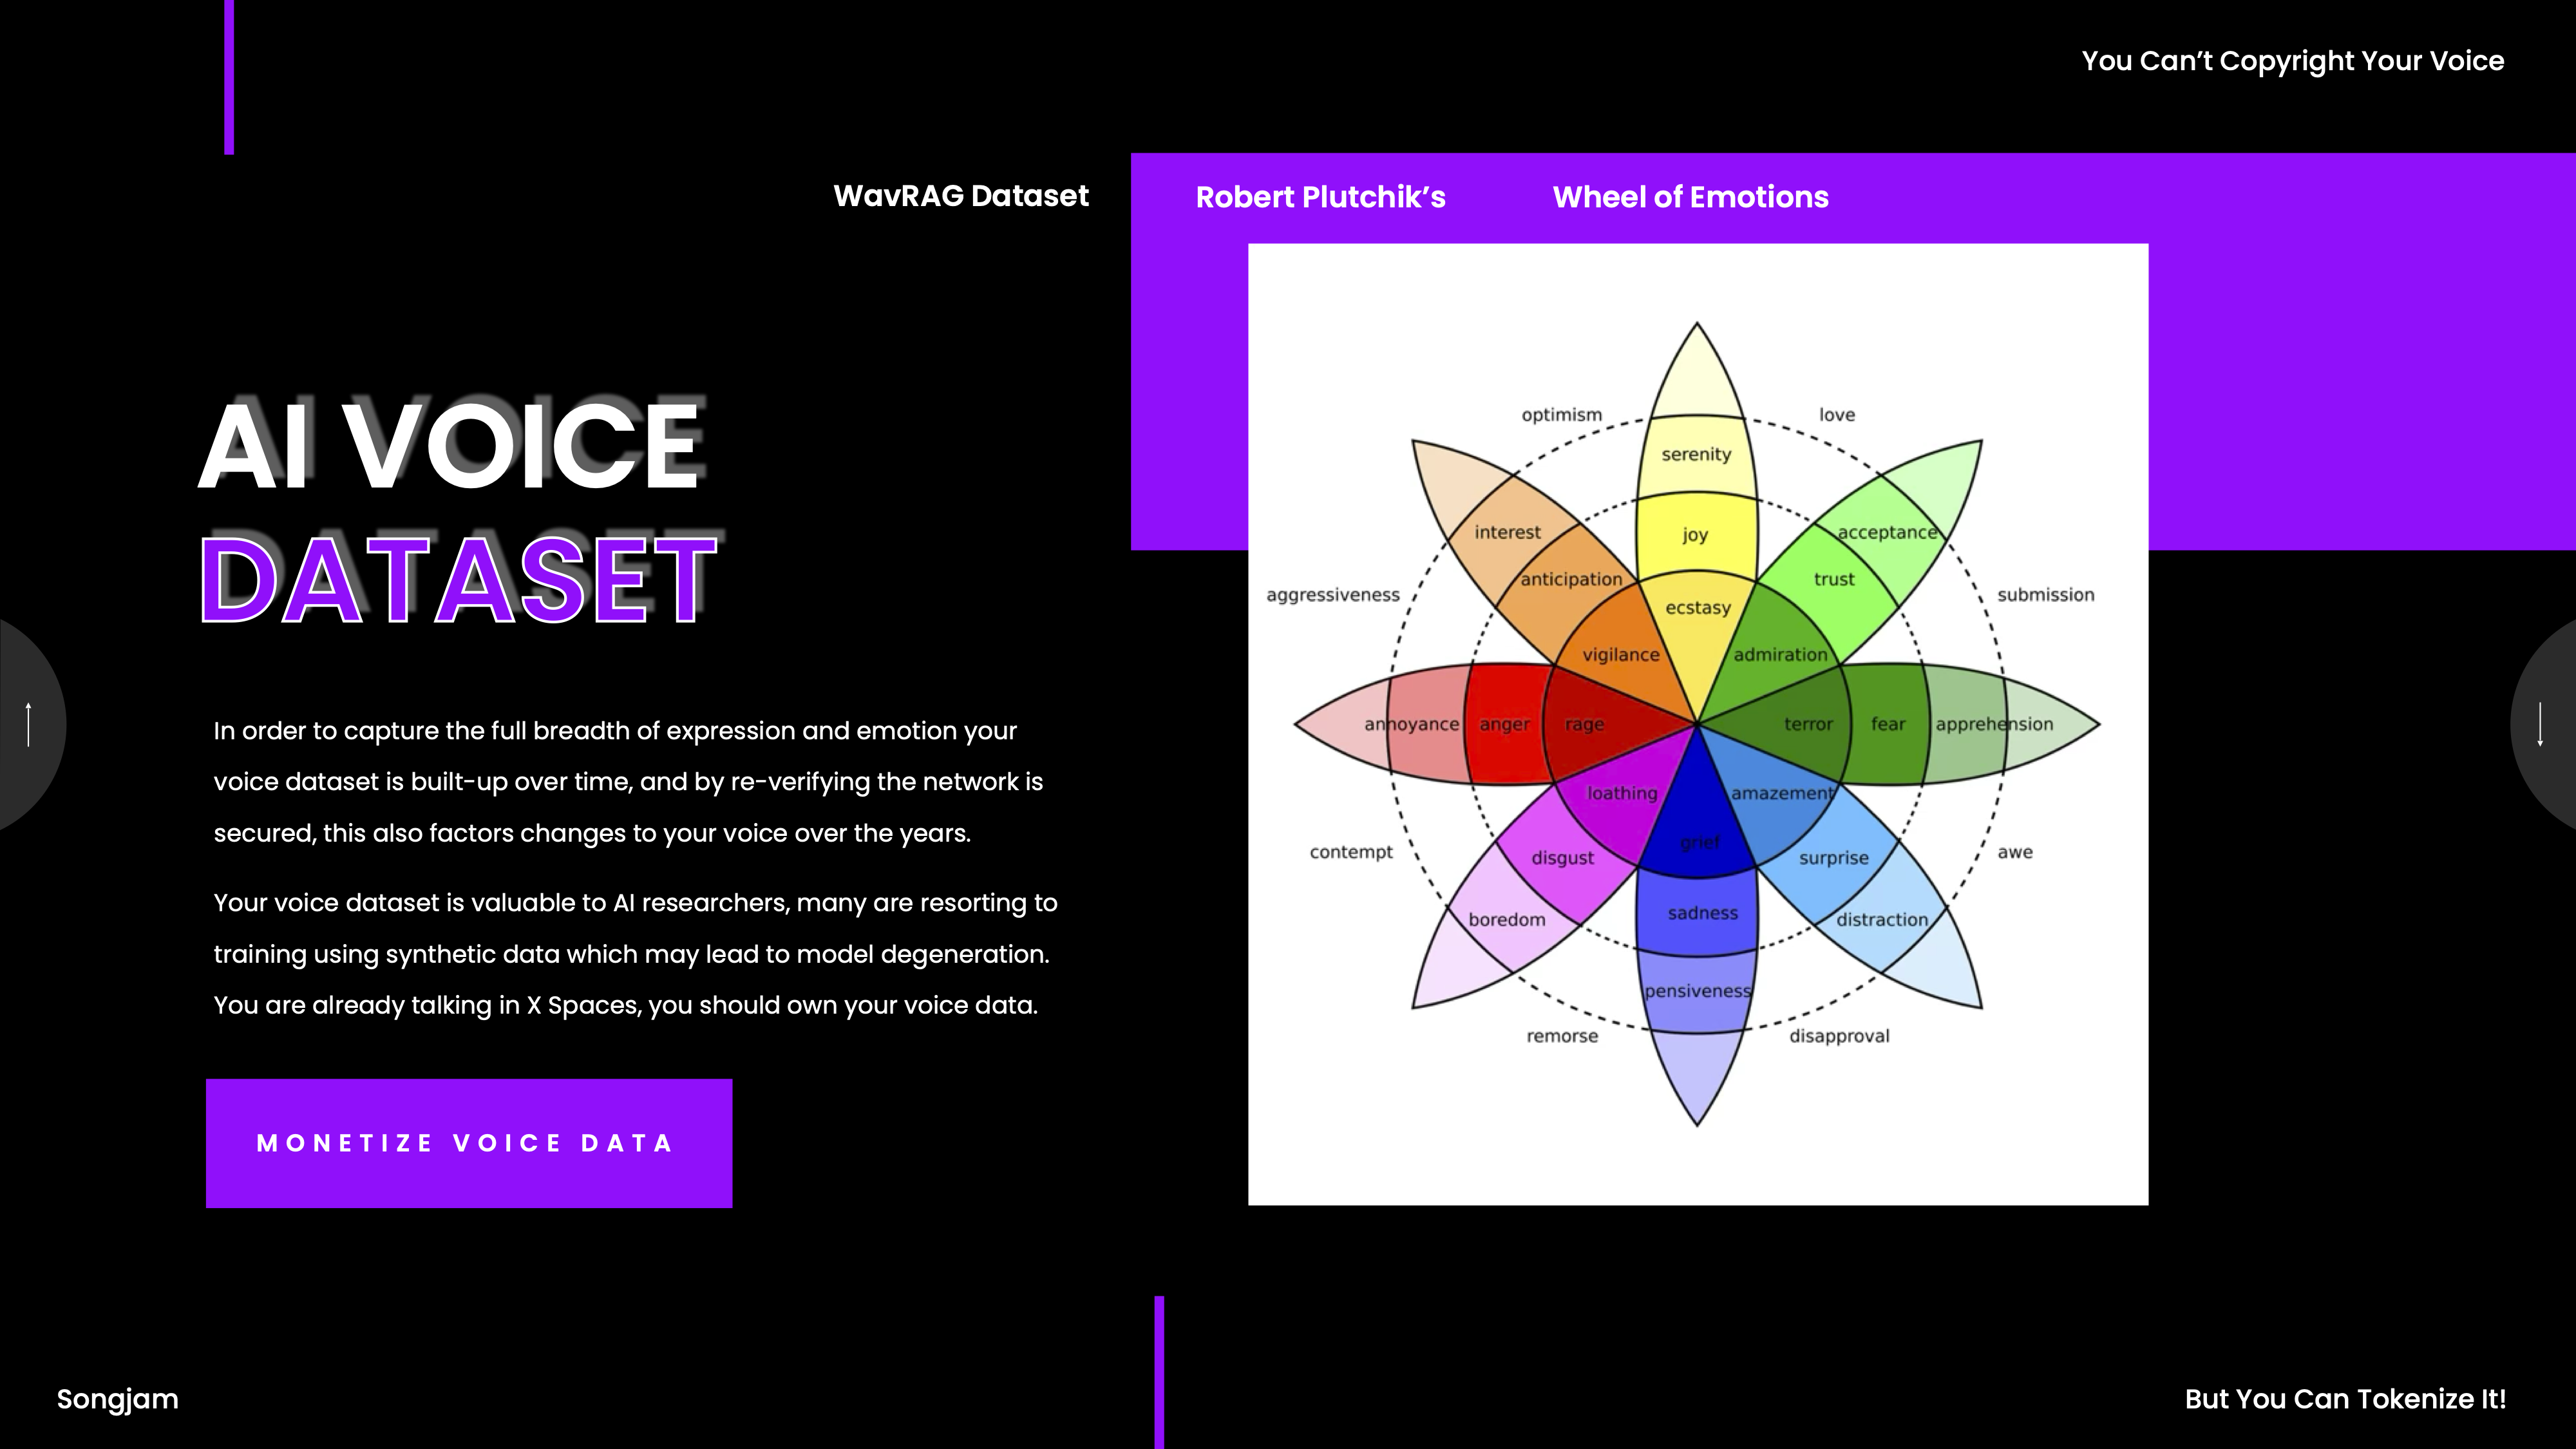 You Can’t Copyright Your Voice
WavRAG Dataset
Robert Plutchik’s
Wheel of Emotions
AI VOICE
DATASET
In order to capture the full breadth of expression and emotion your
voice dataset is built-up over time, and by re-verifying the network is
secured, this also factors changes to your voice over the years.
Your voice dataset is valuable to AI researchers, many are resorting to
training using synthetic data which may lead to model degeneration.
You are already talking in X Spaces, you should own your voice data.
MONETIZE VOICE DATA
optimism
love
serenity
interest
joy
acceptance
anticipation
trust
aggressiveness
ecstasy
submission
vigilance
admiration
annoyance
anger
rage
terror
fear
apprehension
loathing
amazement
contempt
disgust
grief
surprise
awe
boredom
sadness
distraction
pensiveness
remorse
disapproval
Songjam
But You Can Tokenize It!